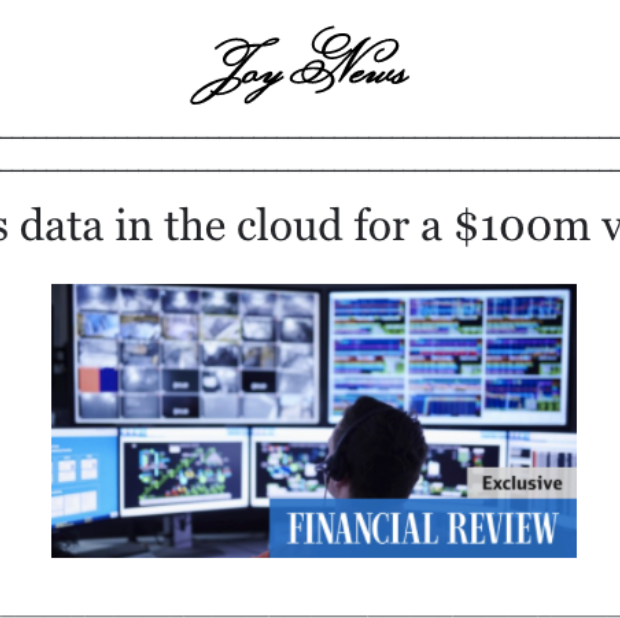 Joy News
s data in the cloud for a $100m v
Exclusive
FINANCIAL REVIEW